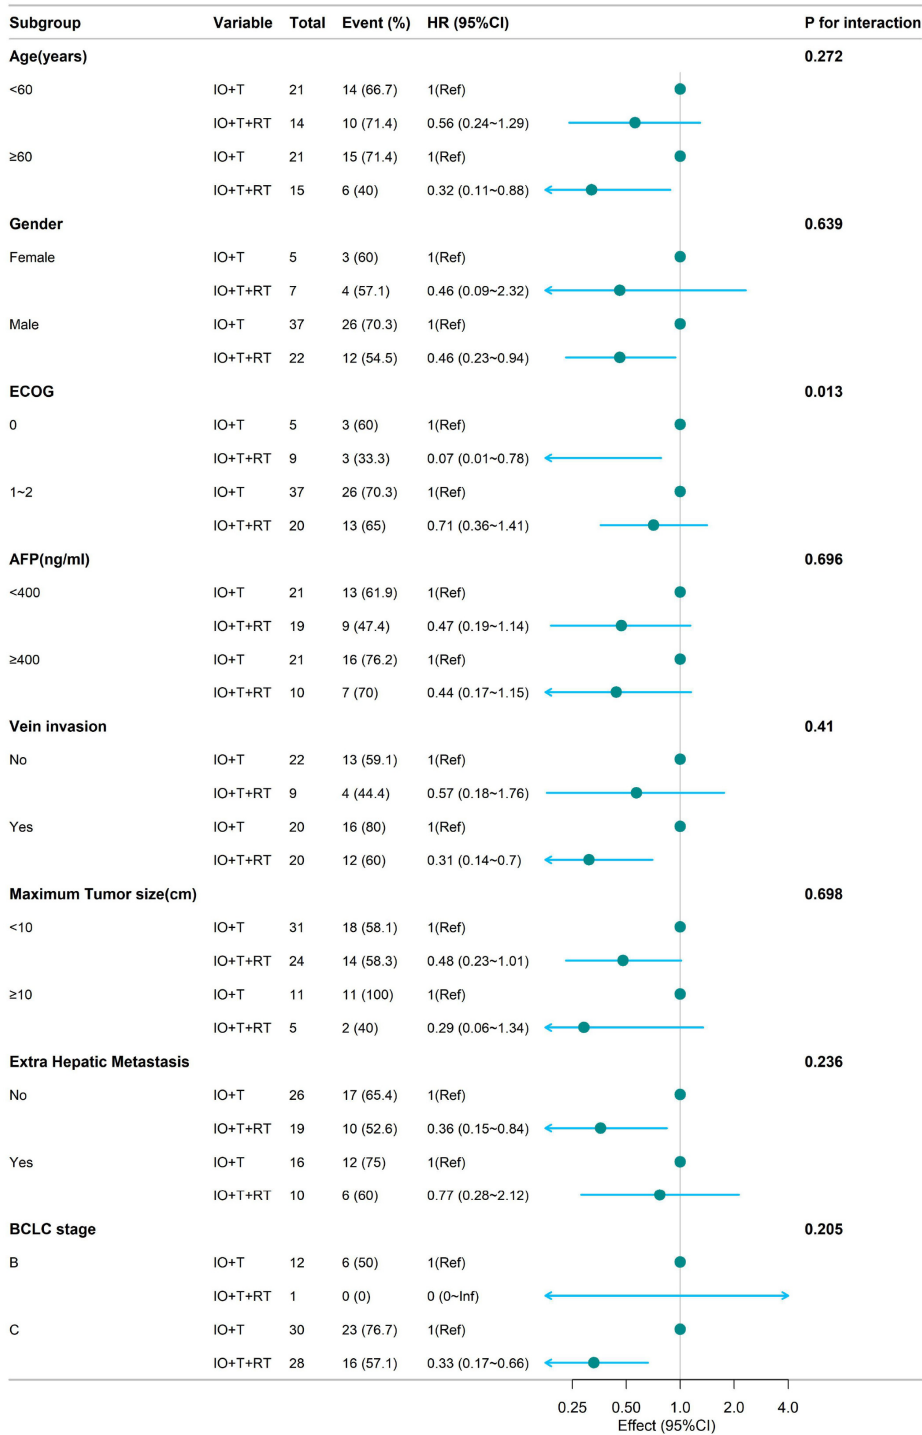 Subgroup Variable Total Event (%) HR (95%CI) P for interaction
Age(years) 0.272
<60 IO+T 21 14 (66.7) 1(Ref)
IO+T+RT 14 10 (71.4) 0.56 (0.24~1.29)
≥60 IO+T 21 15 (71.4) 1(Ref)
IO+T+RT 15 6 (40) 0.32 (0.11~0.88)
Gender 0.639
Female IO+T 5 3 (60) 1(Ref)
IO+T+RT 7 4 (57.1) 0.46 (0.09~2.32)
Male IO+T 37 26 (70.3) 1(Ref)
IO+T+RT 22 12 (54.5) 0.46 (0.23~0.94)
ECOG 0.013
0 IO+T 5 3 (60) 1(Ref)
IO+T+RT 9 3 (33.3) 0.07 (0.01~0.78)
1~2 IO+T 37 26 (70.3) 1(Ref)
IO+T+RT 20 13 (65) 0.71 (0.36~1.41)
AFP(ng/ml) 0.696
<400 IO+T 21 13 (61.9) 1(Ref)
IO+T+RT 19 9 (47.4) 0.47 (0.19~1.14)
≥400 IO+T 21 16 (76.2) 1(Ref)
IO+T+RT 10 7 (70) 0.44 (0.17~1.15)
Vein invasion 0.41
No IO+T 22 13 (59.1) 1(Ref)
IO+T+RT 9 4 (44.4) 0.57 (0.18~1.76)
Yes IO+T 20 16 (80) 1(Ref)
IO+T+RT 20 12 (60) 0.31 (0.14~0.7)
Maximum Tumor size(cm) 0.698
<10 IO+T 31 18 (58.1) 1(Ref)
IO+T+RT 24 14 (58.3) 0.48 (0.23~1.01)
≥10 IO+T 11 11 (100) 1(Ref)
IO+T+RT 5 2 (40) 0.29 (0.06~1.34)
Extra Hepatic Metastasis 0.236
No IO+T 26 17 (65.4) 1(Ref)
IO+T+RT 19 10 (52.6) 0.36 (0.15~0.84)
Yes IO+T 16 12 (75) 1(Ref)
IO+T+RT 10 6 (60) 0.77 (0.28~2.12)
BCLC stage 0.205
B IO+T 12 6 (50) 1(Ref)
IO+T+RT 1 0 (0) 0 (0~Inf)
C IO+T 30 23 (76.7) 1(Ref)
IO+T+RT 28 16 (57.1) 0.33 (0.17~0.66)
0.25 0.50 1.0 2.0 4.0
Effect (95%CI)